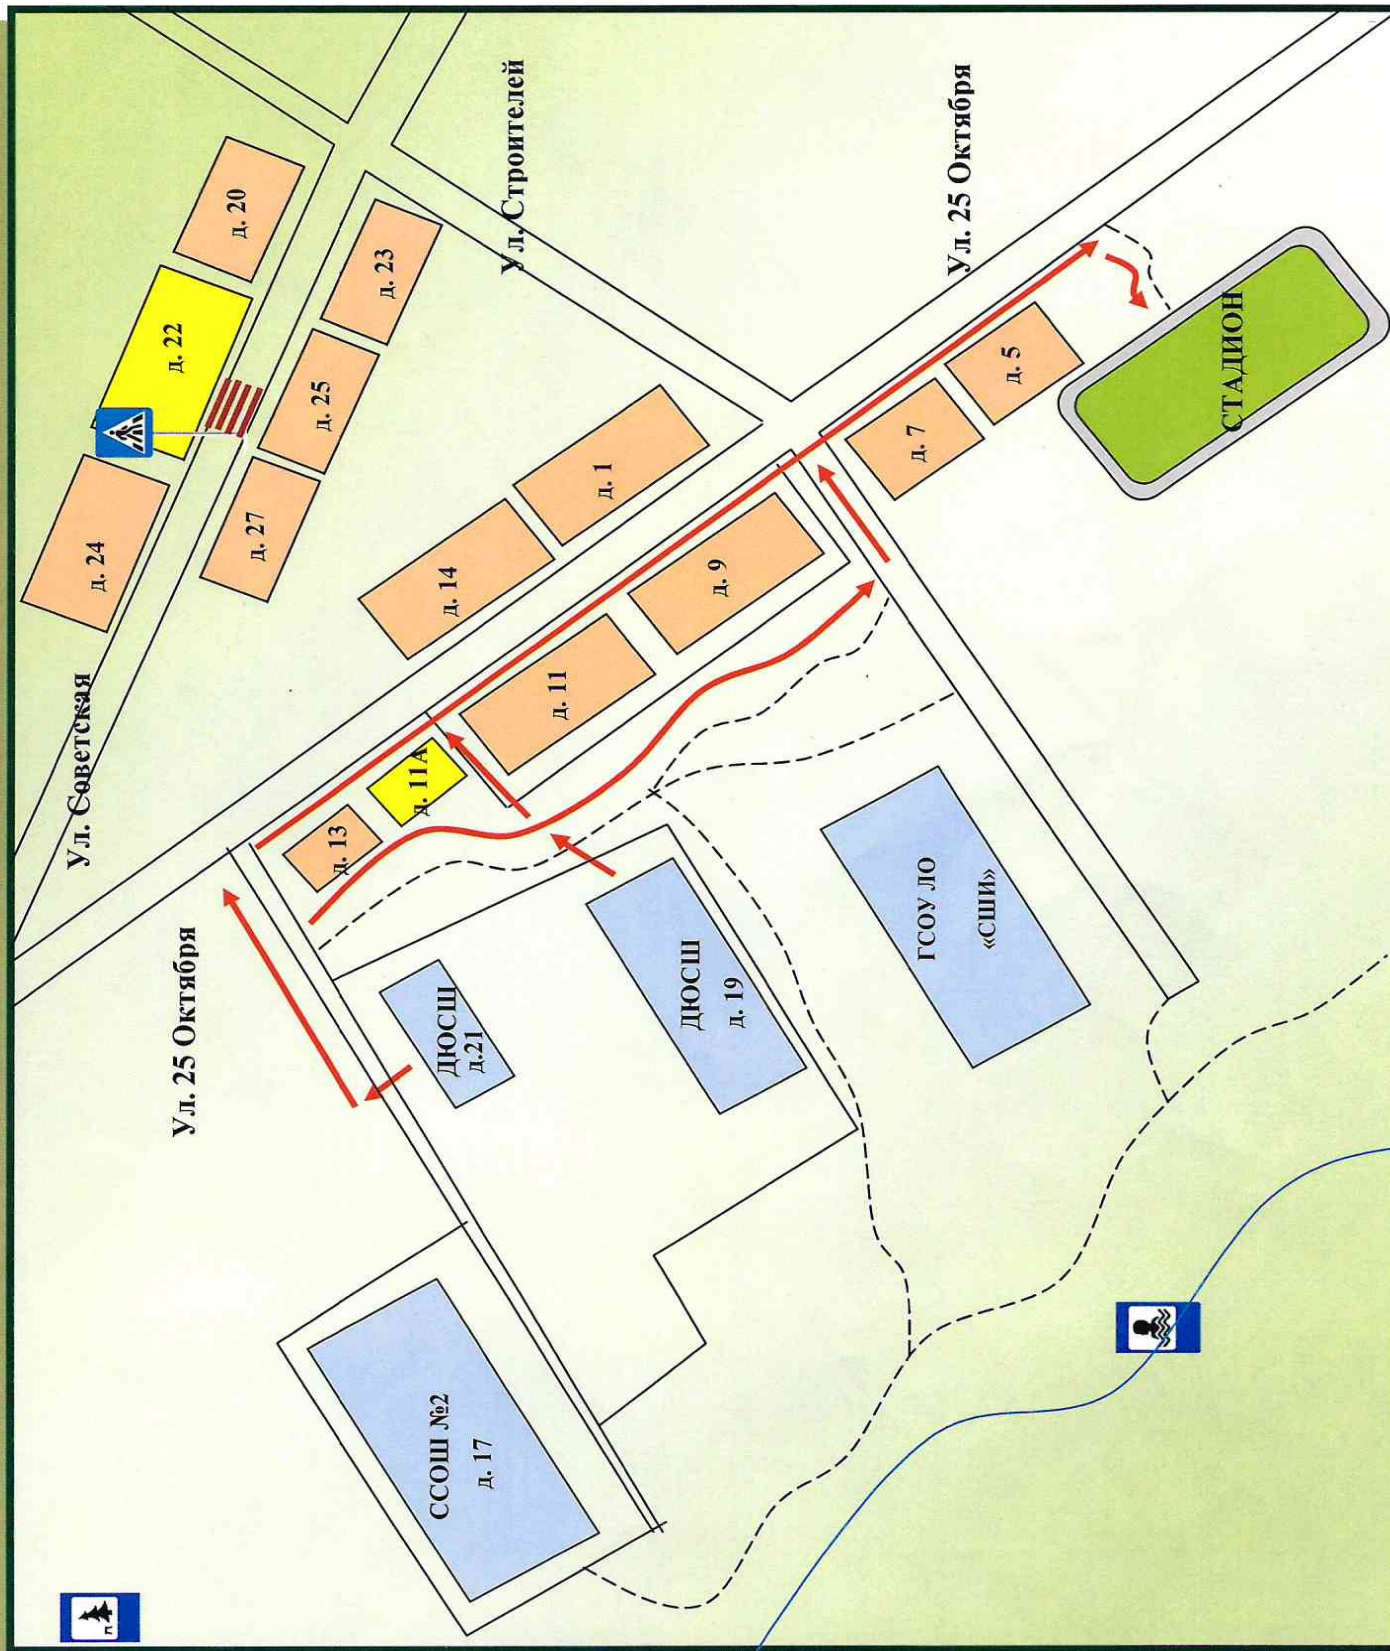 Ул. Советская
д. 24
д. 22
д. 20
д. 27
д. 25
д. 23
Ул. Строителей
Ул. 25 Октября
д. 14
д. 1
д. 13
д. 11А
д. 11
д. 9
д. 7
д. 5
Ул. 25 Октября
СТАДИОН
ССОШ №2
д. 17
ДЮСШ
д.21
ДЮСШ
д. 19
ГСОУ ЛО
«СШИ»
п